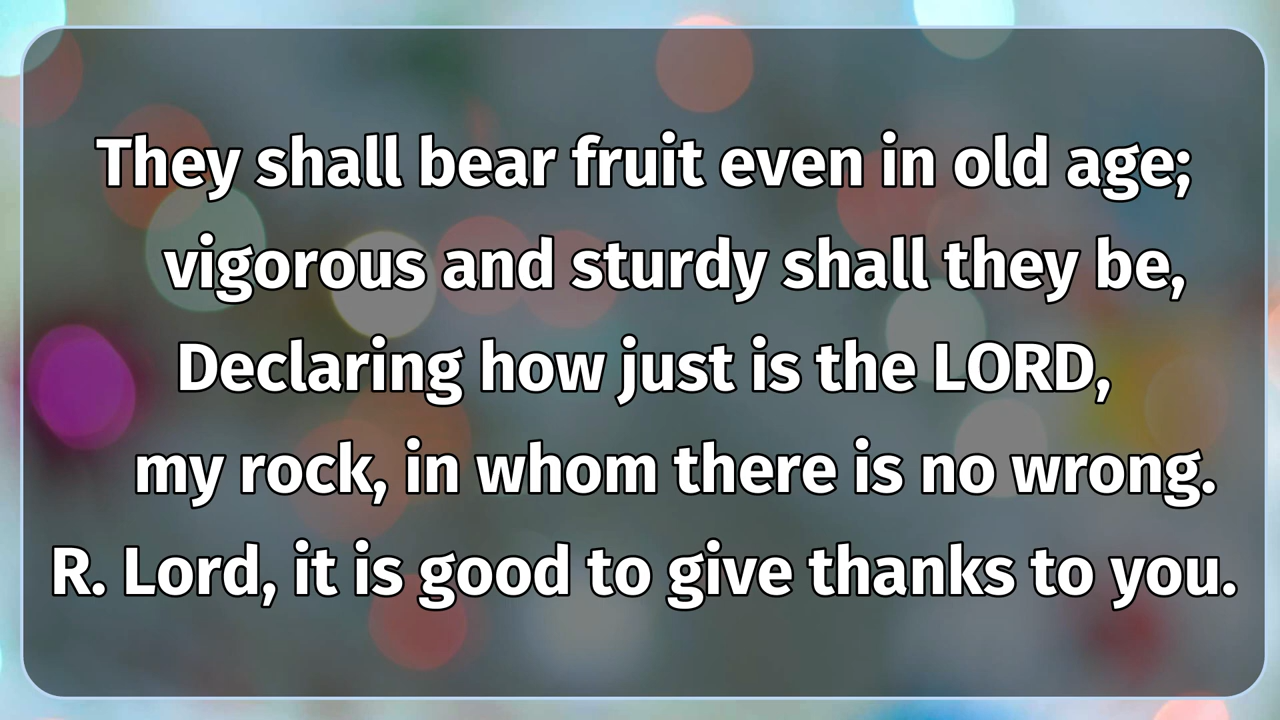 They shall bear fruit even in old age;
vigorous and sturdy shall they be,
Declaring how just is the LORD,
my rock, in whom there is no wrong.
R. Lord, it is good to give thanks to you.